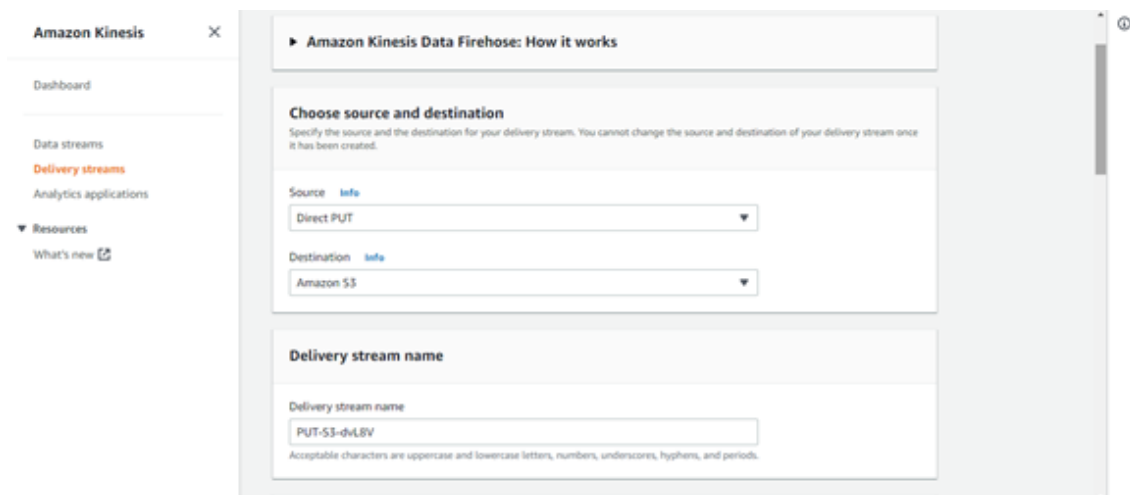 Amazon Kinesis
Dashboard
Data streams
Delivery streams
Analytics applications
Resources
What's new
Amazon Kinesis Data Firehose: How it works
Choose source and destination
Specify the source and the destination for your delivery stream. You cannot change the source and destination of your delivery stream once
it has been created.
Source Info
Direct PUT
Destination Info
Amazon S3
Delivery stream name
Delivery stream name
PUT-S3-dvL8V
Acceptable characters are uppercase and lowercase letters, numbers, underscores, hyphens, and periods.